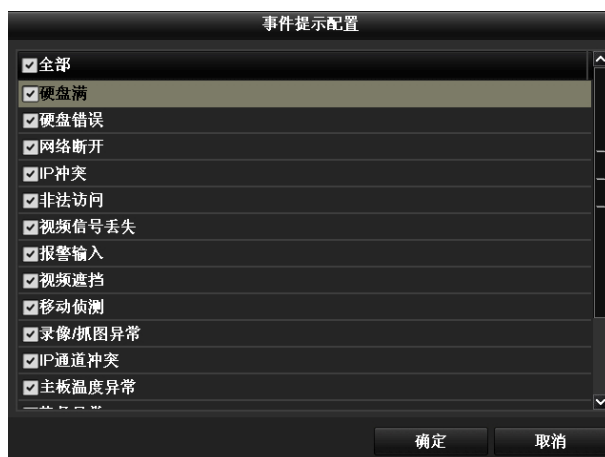 事件提示配置
全部
硬盘满
硬盘错误
网络断开
IP冲突
非法访问
视频信号丢失
报警输入
视频遮挡
移动侦测
录像/抓图异常
IP通道冲突
主板温度异常
确定
取消